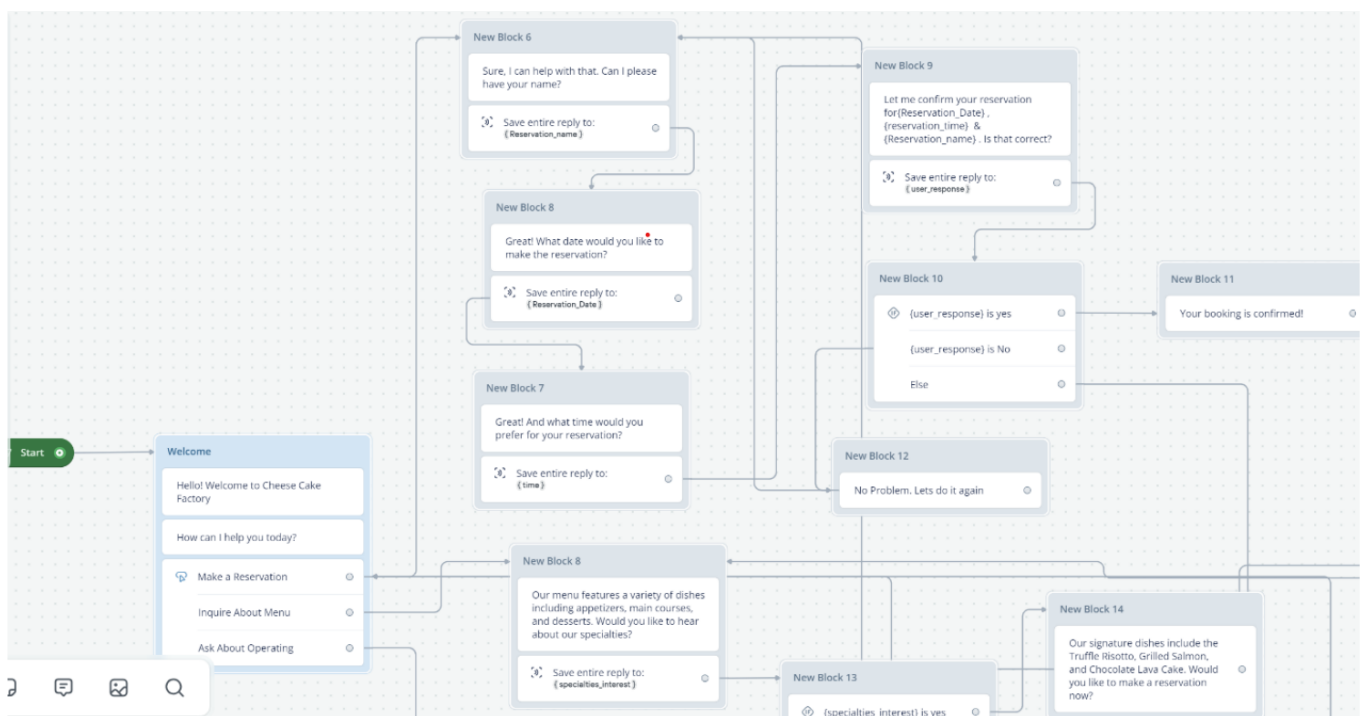 New Block 6
Sure, I can help with that. Can I please
have your name?
Save entire reply to:
{Reservation_name}
New Block 8
Great! What date would you like to
make the reservation?
Save entire reply to:
{Reservation_Date}
New Block 7
Great! And what time would you
prefer for your reservation?
Save entire reply to:
{time}
New Block 9
Let me confirm your reservation
for{Reservation_Date} ,
{reservation_time} &
{Reservation_name} . Is that correct?
Save entire reply to:
{user_response}
New Block 10
{user_response} is yes
{user_response} is No
Else
New Block 11
Your booking is confirmed!
New Block 12
No Problem. Lets do it again
Start
Welcome
Hello! Welcome to Cheese Cake
Factory
How can I help you today?
Make a Reservation
Inquire About Menu
Ask About Operating
New Block 8
Our menu features a variety of dishes
including appetizers, main courses,
and desserts. Would you like to hear
about our specialties?
Save entire reply to:
{specialties_interest}
New Block 13
{specialties_interest} is yes
New Block 14
Our signature dishes include the
Truffle Risotto, Grilled Salmon,
and Chocolate Lava Cake. Would
you like to make a reservation
now?